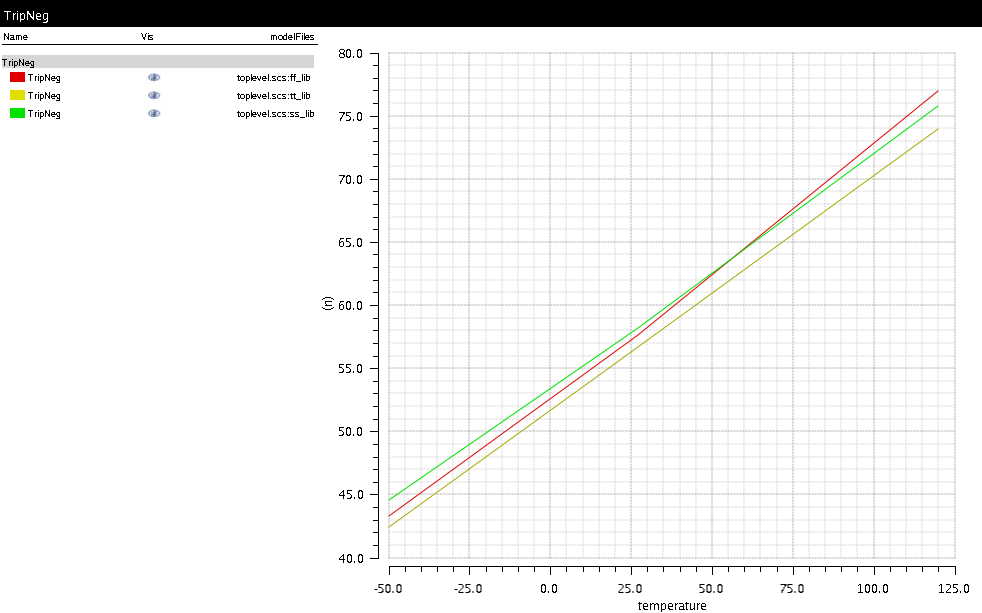 TripNeg
Name Vis modelFiles
TripNeg
TripNeg toplevel.scs:ff_lib
TripNeg toplevel.scs:tt_lib
TripNeg toplevel.scs:ss_lib
80.0
75.0
70.0
65.0
(n)
60.0
55.0
50.0
45.0
40.0
-50.0 -25.0 0.0 25.0 50.0 75.0 100.0 125.0
temperature